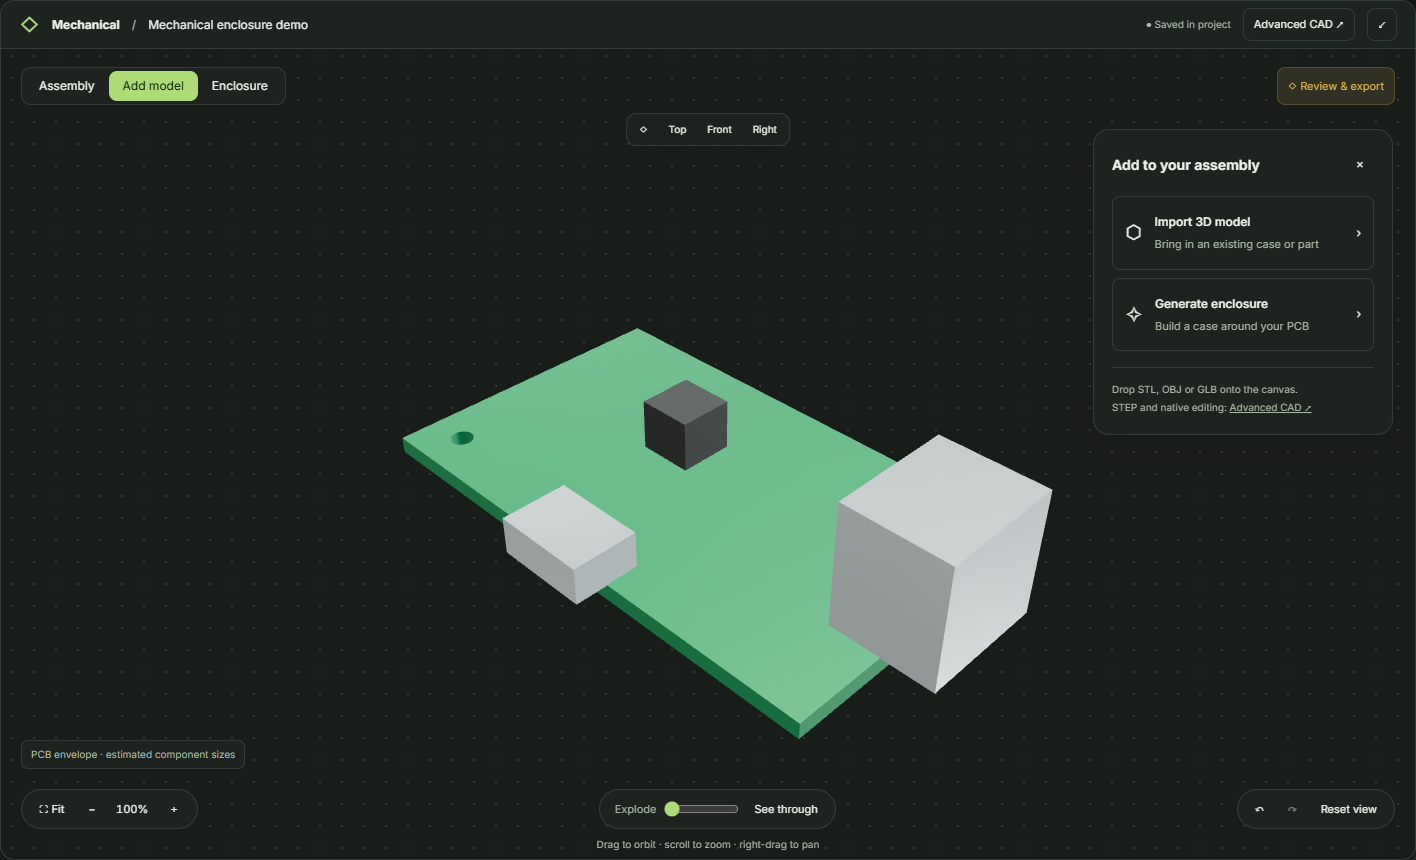 Mechanical / Mechanical enclosure demo
Saved in project
Advanced CAD ↗
Assembly
Add model
Enclosure
Review & export
Top
Front
Right
Add to your assembly
×
Import 3D model
Bring in an existing case or part
Generate enclosure
Build a case around your PCB
Drop STL, OBJ or GLB onto the canvas.
STEP and native editing: Advanced CAD ↗
PCB envelope · estimated component sizes
Fit
− 100% +
Explode
See through
Reset view
Drag to orbit · scroll to zoom · right-drag to pan